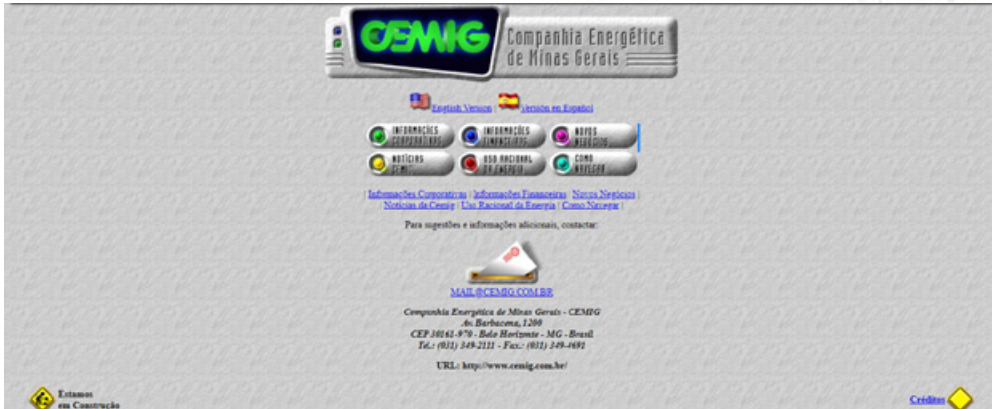 CEMIG
Companhia Energética
de Minas Gerais
English Version | Versión en Español
INFORMAÇÕES CORPORATIVAS
INFORMAÇÕES FINANCEIRAS
NOVOS NEGÓCIOS
NOTÍCIAS CEMIG
USO RACIONAL DA ENERGIA
COMO NAVEGAR
| Informações Corporativas | Informações Financeiras | Novos Negócios |
| Notícias da Cemig | Uso Racional da Energia | Como Navegar |
Para sugestões e informações adicionais, contactar:
MAIL@CEMIG.COM.BR
Companhia Energética de Minas Gerais - CEMIG
Av. Barbacena, 1200
CEP 30161-970 - Belo Horizonte - MG - Brasil
Tel.: (031) 349-2111 - Fax.: (031) 349-4691
URL: http://www.cemig.com.br/
Estamos
em Construção
Créditos